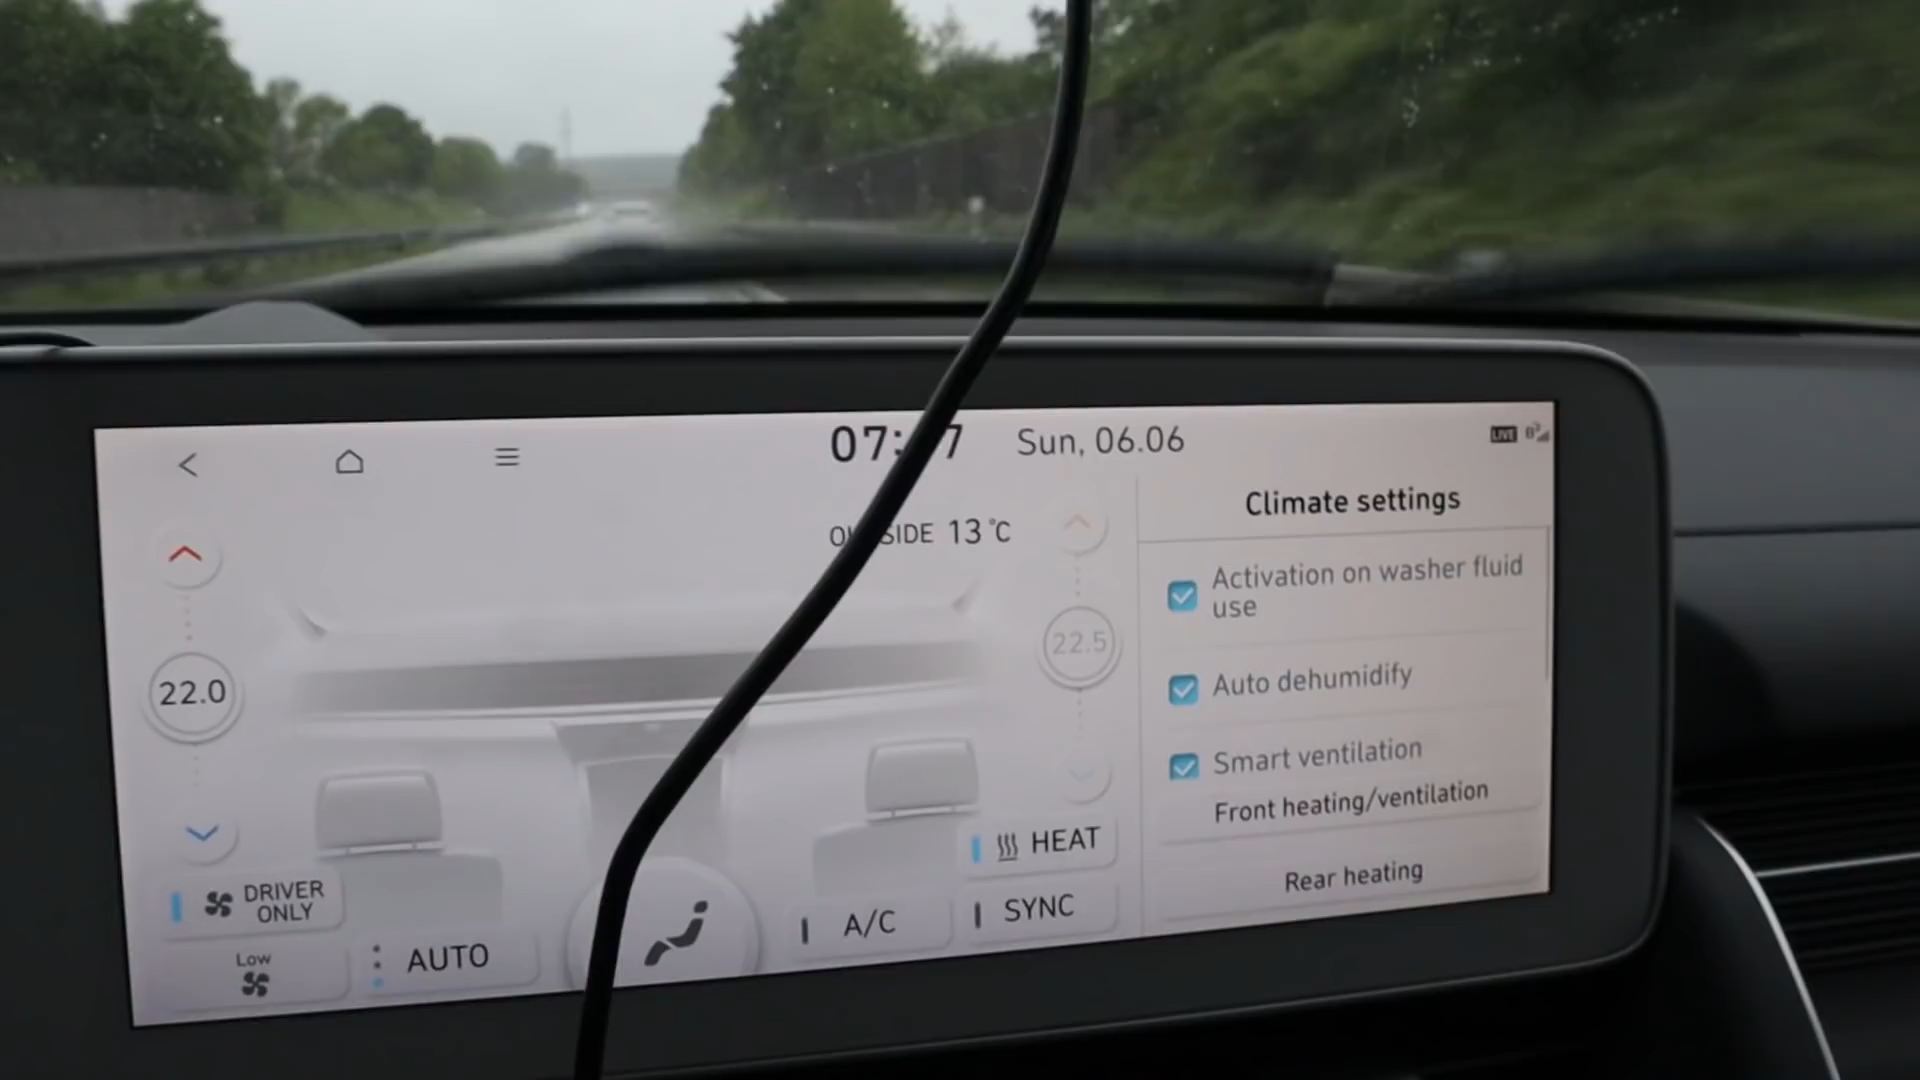 Sun, 06.06
LIVE
13 °C
Climate settings
Activation on washer fluid
use
Auto dehumidify
Smart ventilation
Front heating/ventilation
Rear heating
22.0
22.5
HEAT
DRIVER
ONLY
A/C
SYNC
Low
AUTO